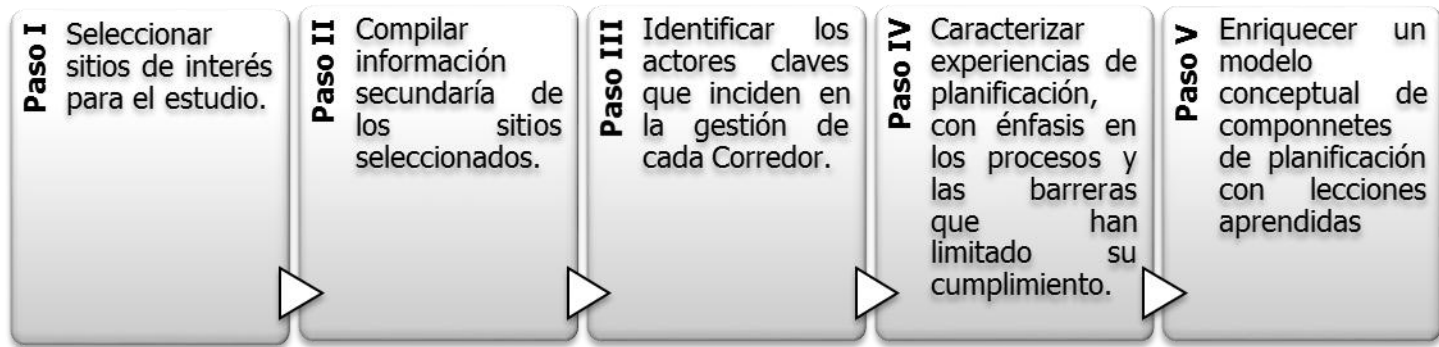 Paso I
Seleccionar
sitios de interés
para el estudio.
Paso II
Compilar
información
secundaría de
los sitios
seleccionados.
Paso III
Identificar los
actores claves
que inciden en
la gestión de
cada Corredor.
Paso IV
Caracterizar
experiencias de
planificación,
con énfasis en
los procesos y
las barreras
que han
limitado su
cumplimiento.
Paso V
Enriquecer un
modelo
conceptual de
componnetes
de planificación
con lecciones
aprendidas